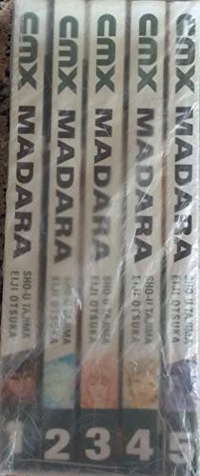 CMX MADARA SHO-U TAJIMA
EIJI OTSUKA
1
CMX MADARA SHO-U TAJIMA
EIJI OTSUKA
2
CMX MADARA SHO-U TAJIMA
EIJI OTSUKA
3
CMX MADARA SHO-U TAJIMA
EIJI OTSUKA
4
CMX MADARA SHO-U TAJIMA
EIJI OTSUKA
5